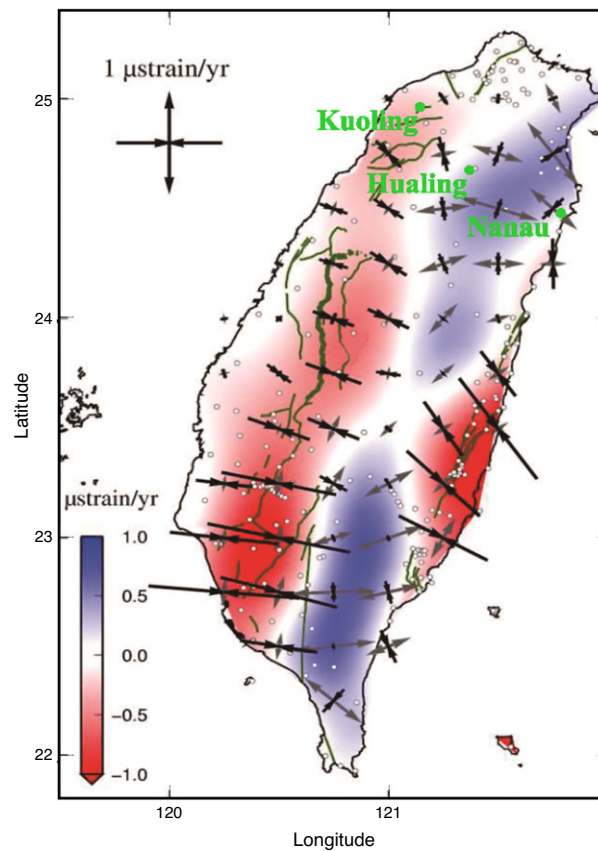 1 µstrain/yr
25
Kuoling
Hualing
Nanau
24
Latitude
µstrain/yr
1.0
0.5
0.0
−0.5
−1.0
23
22
120
121
Longitude